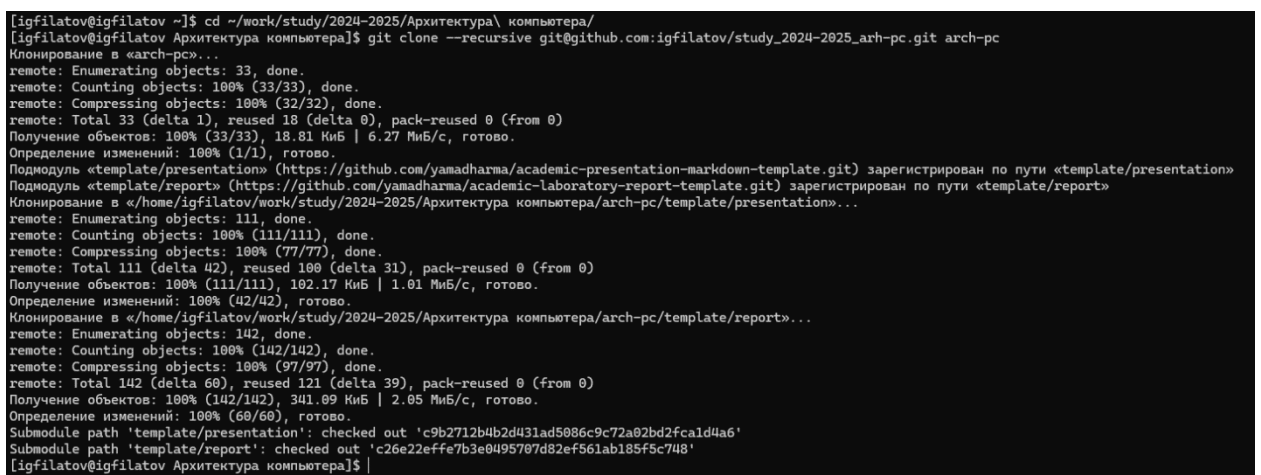 [igfilatov@igfilatov ~]$ cd ~/work/study/2024-2025/Архитектура\ компьютера/
[igfilatov@igfilatov Архитектура компьютера]$ git clone --recursive git@github.com:igfilatov/study_2024-2025_arh-pc.git arch-pc
Клонирование в «arch-pc»...
remote: Enumerating objects: 33, done.
remote: Counting objects: 100% (33/33), done.
remote: Compressing objects: 100% (32/32), done.
remote: Total 33 (delta 1), reused 18 (delta 0), pack-reused 0 (from 0)
Получение объектов: 100% (33/33), 18.81 КиБ | 6.27 МиБ/с, готово.
Определение изменений: 100% (1/1), готово.
Подмодуль «template/presentation» (https://github.com/yamadharma/academic-presentation-markdown-template.git) зарегистрирован по пути «template/presentation»
Подмодуль «template/report» (https://github.com/yamadharma/academic-laboratory-report-template.git) зарегистрирован по пути «template/report»
Клонирование в «/home/igfilatov/work/study/2024-2025/Архитектура компьютера/arch-pc/template/presentation»...
remote: Enumerating objects: 111, done.
remote: Counting objects: 100% (111/111), done.
remote: Compressing objects: 100% (77/77), done.
remote: Total 111 (delta 42), reused 100 (delta 31), pack-reused 0 (from 0)
Получение объектов: 100% (111/111), 102.17 КиБ | 1.01 МиБ/с, готово.
Определение изменений: 100% (42/42), готово.
Клонирование в «/home/igfilatov/work/study/2024-2025/Архитектура компьютера/arch-pc/template/report»...
remote: Enumerating objects: 142, done.
remote: Counting objects: 100% (142/142), done.
remote: Compressing objects: 100% (97/97), done.
remote: Total 142 (delta 60), reused 121 (delta 39), pack-reused 0 (from 0)
Получение объектов: 100% (142/142), 341.09 КиБ | 2.05 МиБ/с, готово.
Определение изменений: 100% (60/60), готово.
Submodule path 'template/presentation': checked out 'c9b2712b4b2d431ad5086c9c72a02bd2fca1d4a6'
Submodule path 'template/report': checked out 'c26e22effe7b3e0495707d82ef561ab185f5c748'
[igfilatov@igfilatov Архитектура компьютера]$